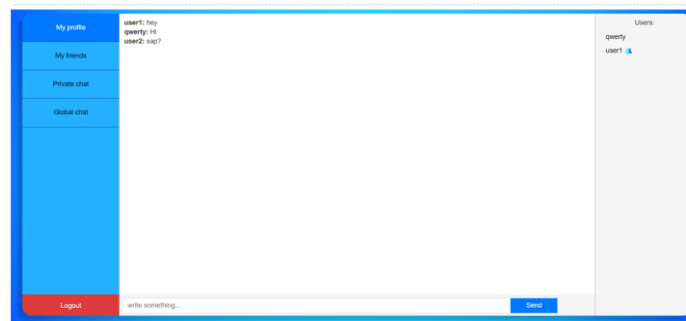 My profile
My friends
Private chat
Global chat
Logout
user1: hey
qwerty: HI
user2: sap?
write something...
Send
Users:
qwerty
user1